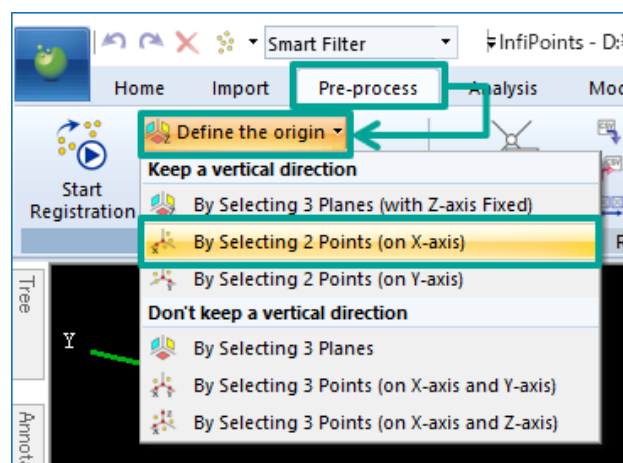 Smart Filter
InfiPoints - D:
Home Import Pre-process Analysis
Define the origin
Start
Registration
Keep a vertical direction
By Selecting 3 Planes (with Z-axis Fixed)
By Selecting 2 Points (on X-axis)
By Selecting 2 Points (on Y-axis)
Don't keep a vertical direction
By Selecting 3 Planes
By Selecting 3 Points (on X-axis and Y-axis)
By Selecting 3 Points (on X-axis and Z-axis)
Tree
Y